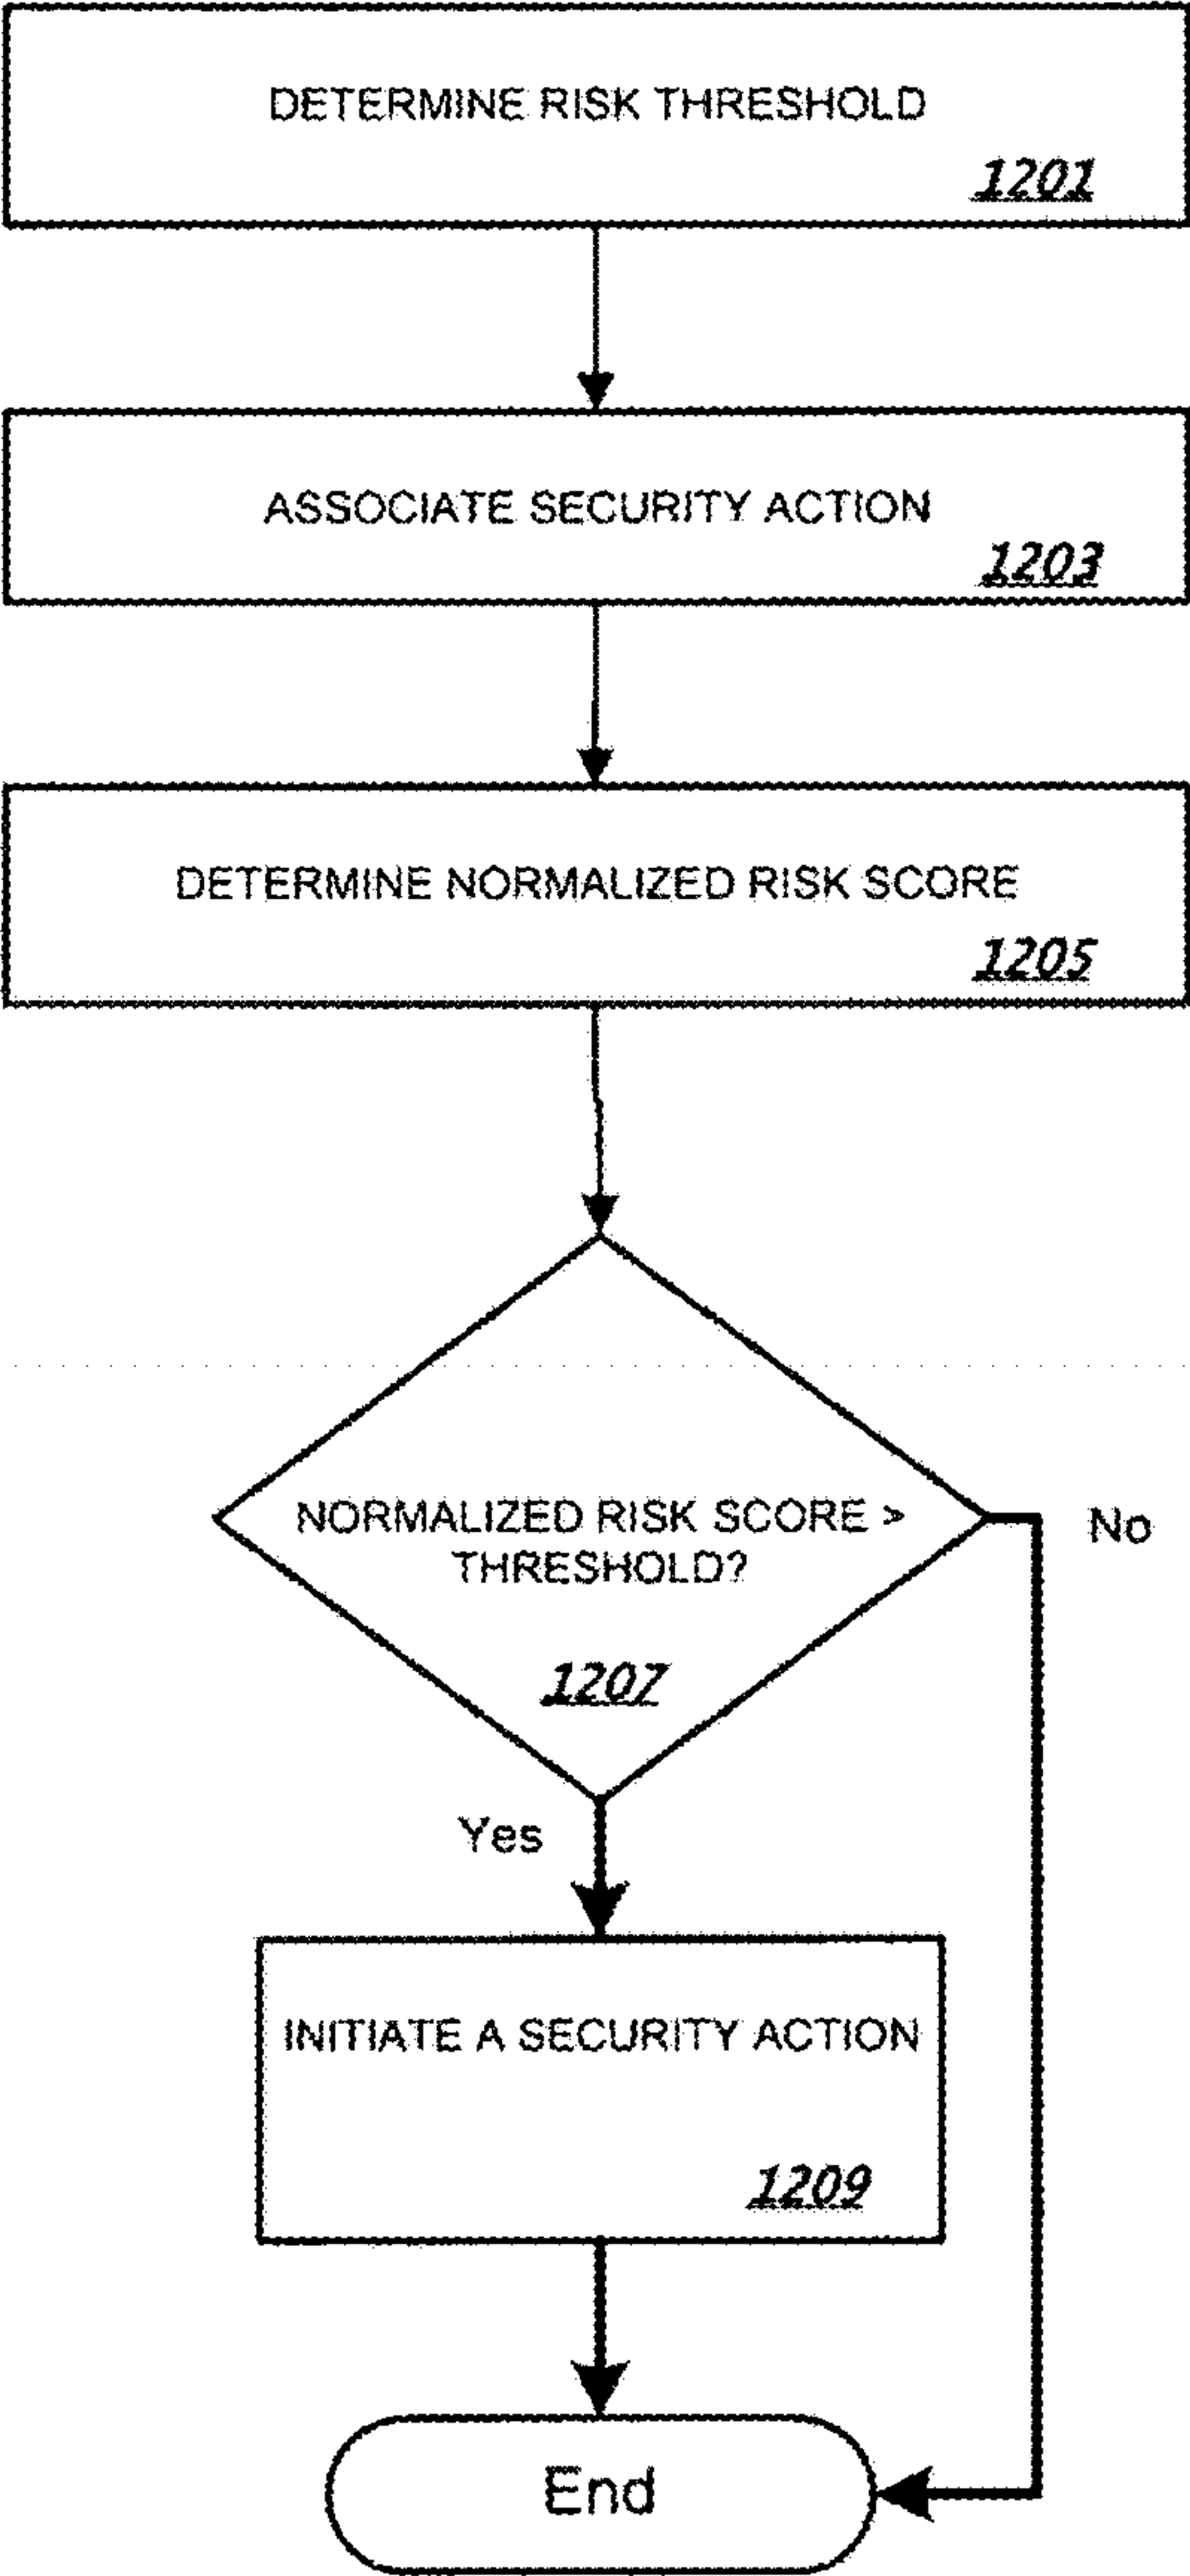 DETERMINE RISK THRESHOLD
1201
ASSOCIATE SECURITY ACTION
1203
DETERMINE NORMALIZED RISK SCORE
1205
NORMALIZED RISK SCORE >
THRESHOLD?
1207
No
Yes
INITIATE A SECURITY ACTION
1209
End